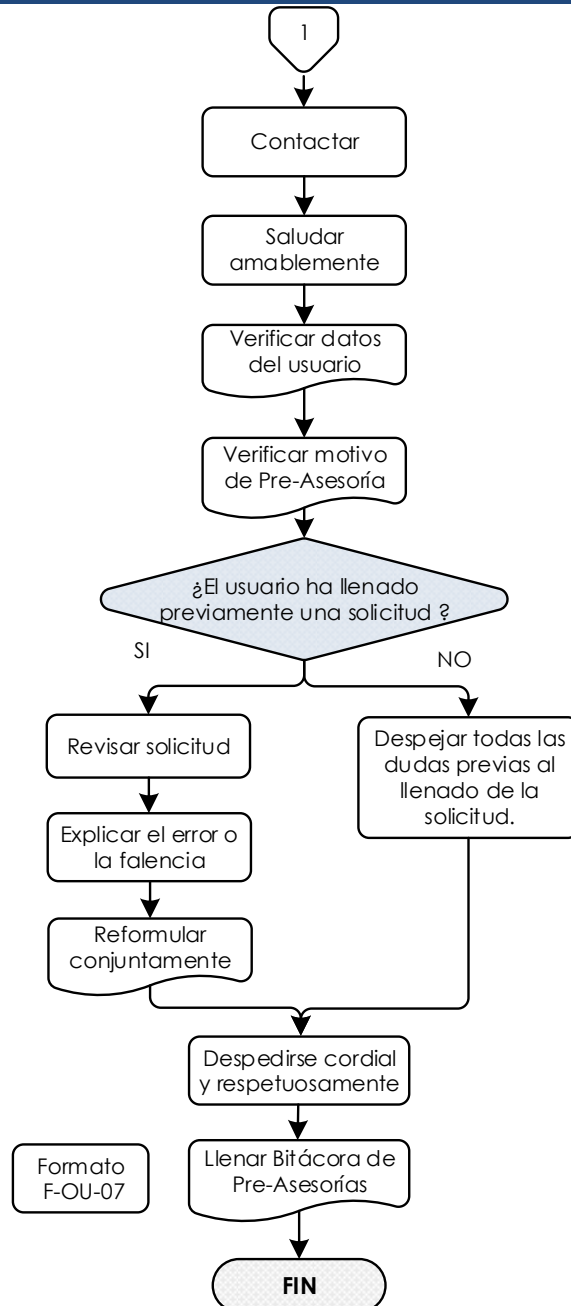 1
Contactar
Saludar
amablemente
Verificar datos
del usuario
Verificar motivo
de Pre-Asesoría
¿El usuario ha llenado
previamente una solicitud ?
SI
NO
Revisar solicitud
Explicar el error o
la falencia
Reformular
conjuntamente
Despejar todas las
dudas previas al
llenado de la
solicitud.
Despedirse cordial
y respetuosamente
Formato
F-OU-07
Llenar Bitácora de
Pre-Asesorías
FIN